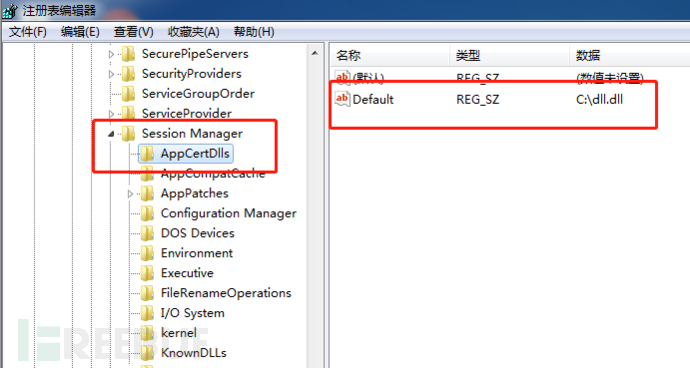 注册表编辑器
文件(F) 编辑(E) 查看(V) 收藏夹(A) 帮助(H)
SecurePipeServers
SecurityProviders
ServiceGroupOrder
ServiceProvider
Session Manager
AppCertDlls
AppCompatCache
AppPatches
Configuration Manager
DOS Devices
Environment
Executive
FileRenameOperations
I/O System
kernel
KnownDLLs
名称 类型 数据
ab (默认) REG_SZ (数值未设置)
ab Default REG_SZ C:\dll.dll
FREEBUF